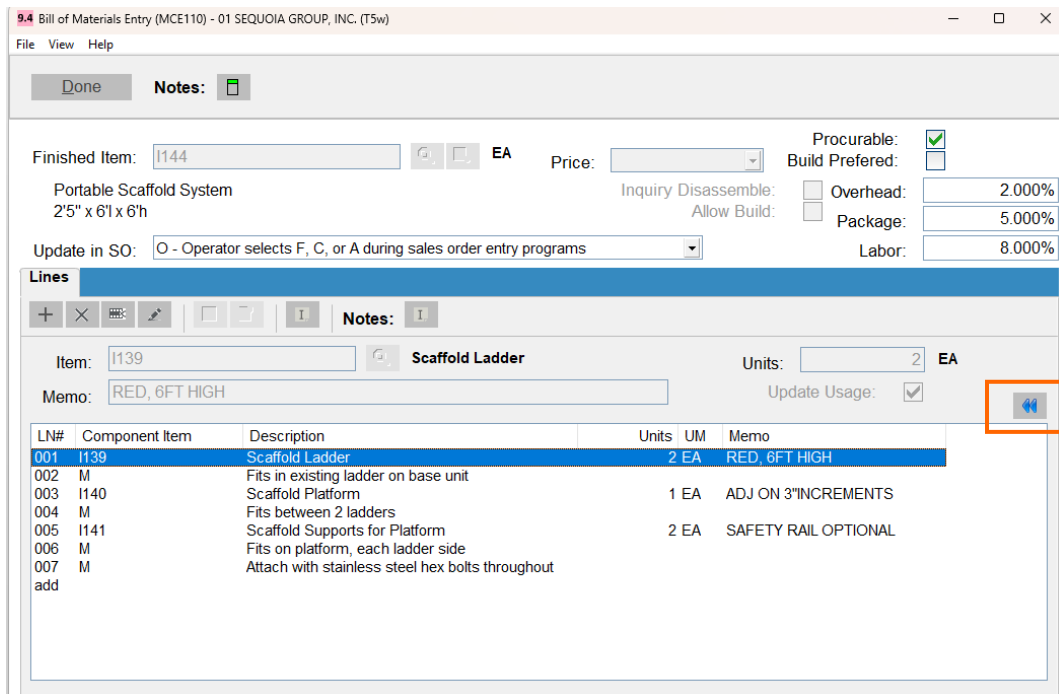 9.4 Bill of Materials Entry (MCE110) - 01 SEQUOIA GROUP, INC. (T5w)
File View Help
Done Notes:
Procurable:
Finished Item: I144 EA Price: Build Prefered:
Portable Scaffold System Inquiry Disassemble: Overhead: 2.000%
2'5" x 6'l x 6'h Allow Build: Package: 5.000%
Update in SO: O - Operator selects F, C, or A during sales order entry programs Labor: 8.000%
Lines
Notes:
Item: I139 Scaffold Ladder Units: 2 EA
Memo: RED, 6FT HIGH Update Usage:
LN# Component Item Description Units UM Memo
001 I139 Scaffold Ladder 2 EA RED, 6FT HIGH
002 M Fits in existing ladder on base unit
003 I140 Scaffold Platform 1 EA ADJ ON 3"INCREMENTS
004 M Fits between 2 ladders
005 I141 Scaffold Supports for Platform 2 EA SAFETY RAIL OPTIONAL
006 M Fits on platform, each ladder side
007 M Attach with stainless steel hex bolts throughout
add